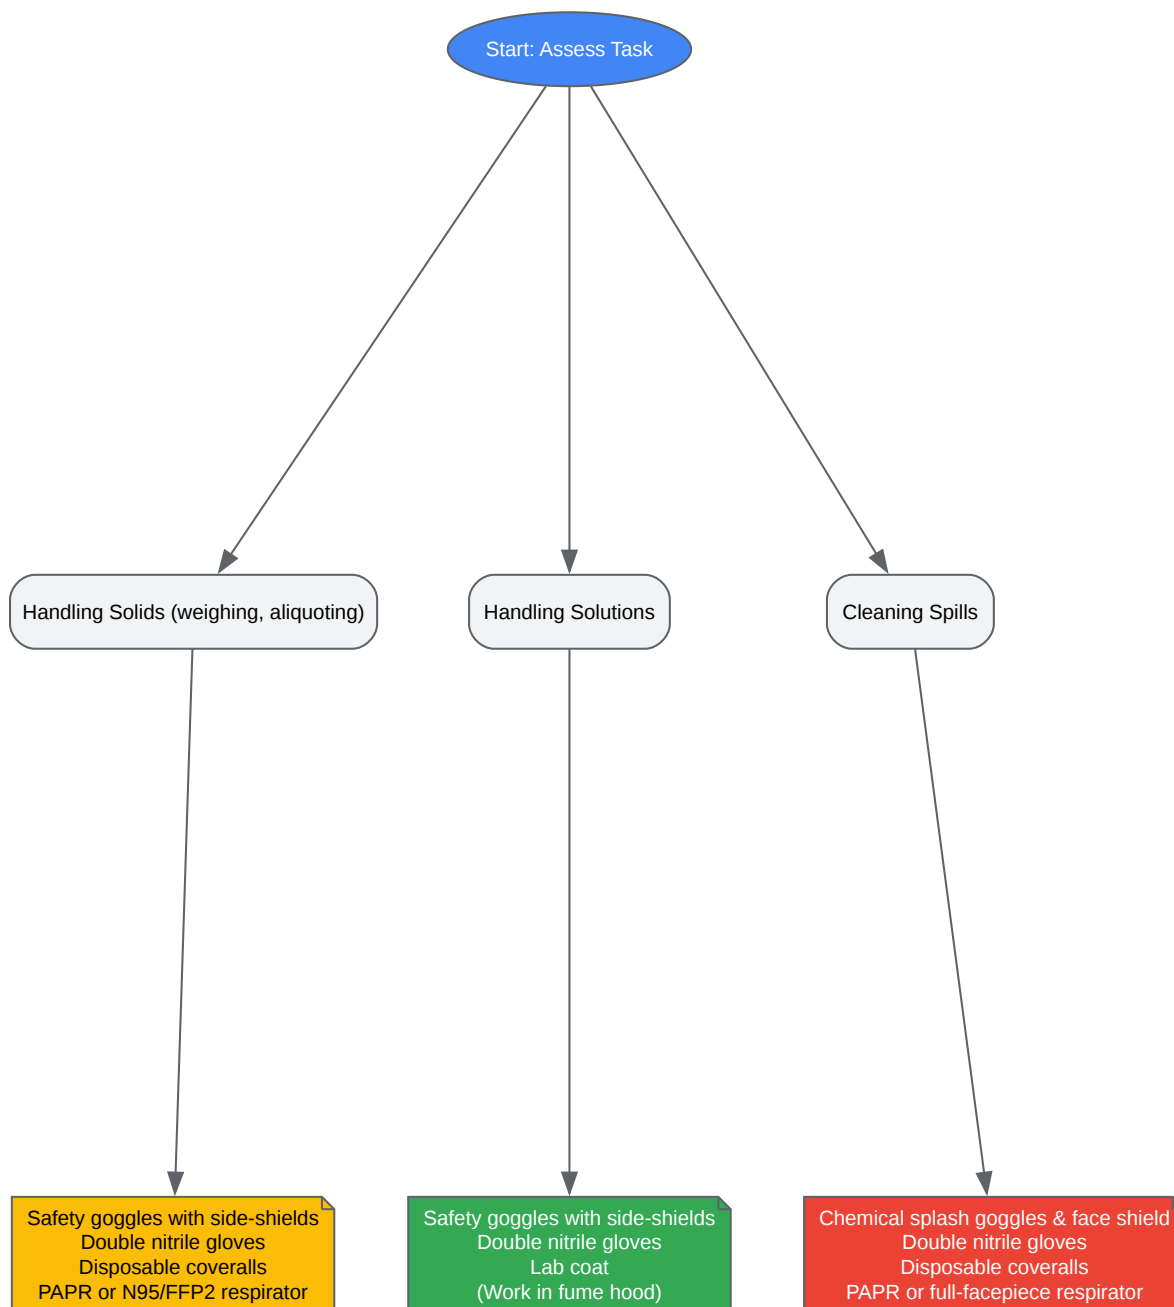 Start: Assess Task
Handling Solids (weighing, aliquoting)
Handling Solutions
Cleaning Spills
Safety goggles with side-shields
Double nitrile gloves
Disposable coveralls
PAPR or N95/FFP2 respirator
Safety goggles with side-shields
Double nitrile gloves
Lab coat
(Work in fume hood)
Chemical splash goggles & face shield
Double nitrile gloves
Disposable coveralls
PAPR or full-facepiece respirator